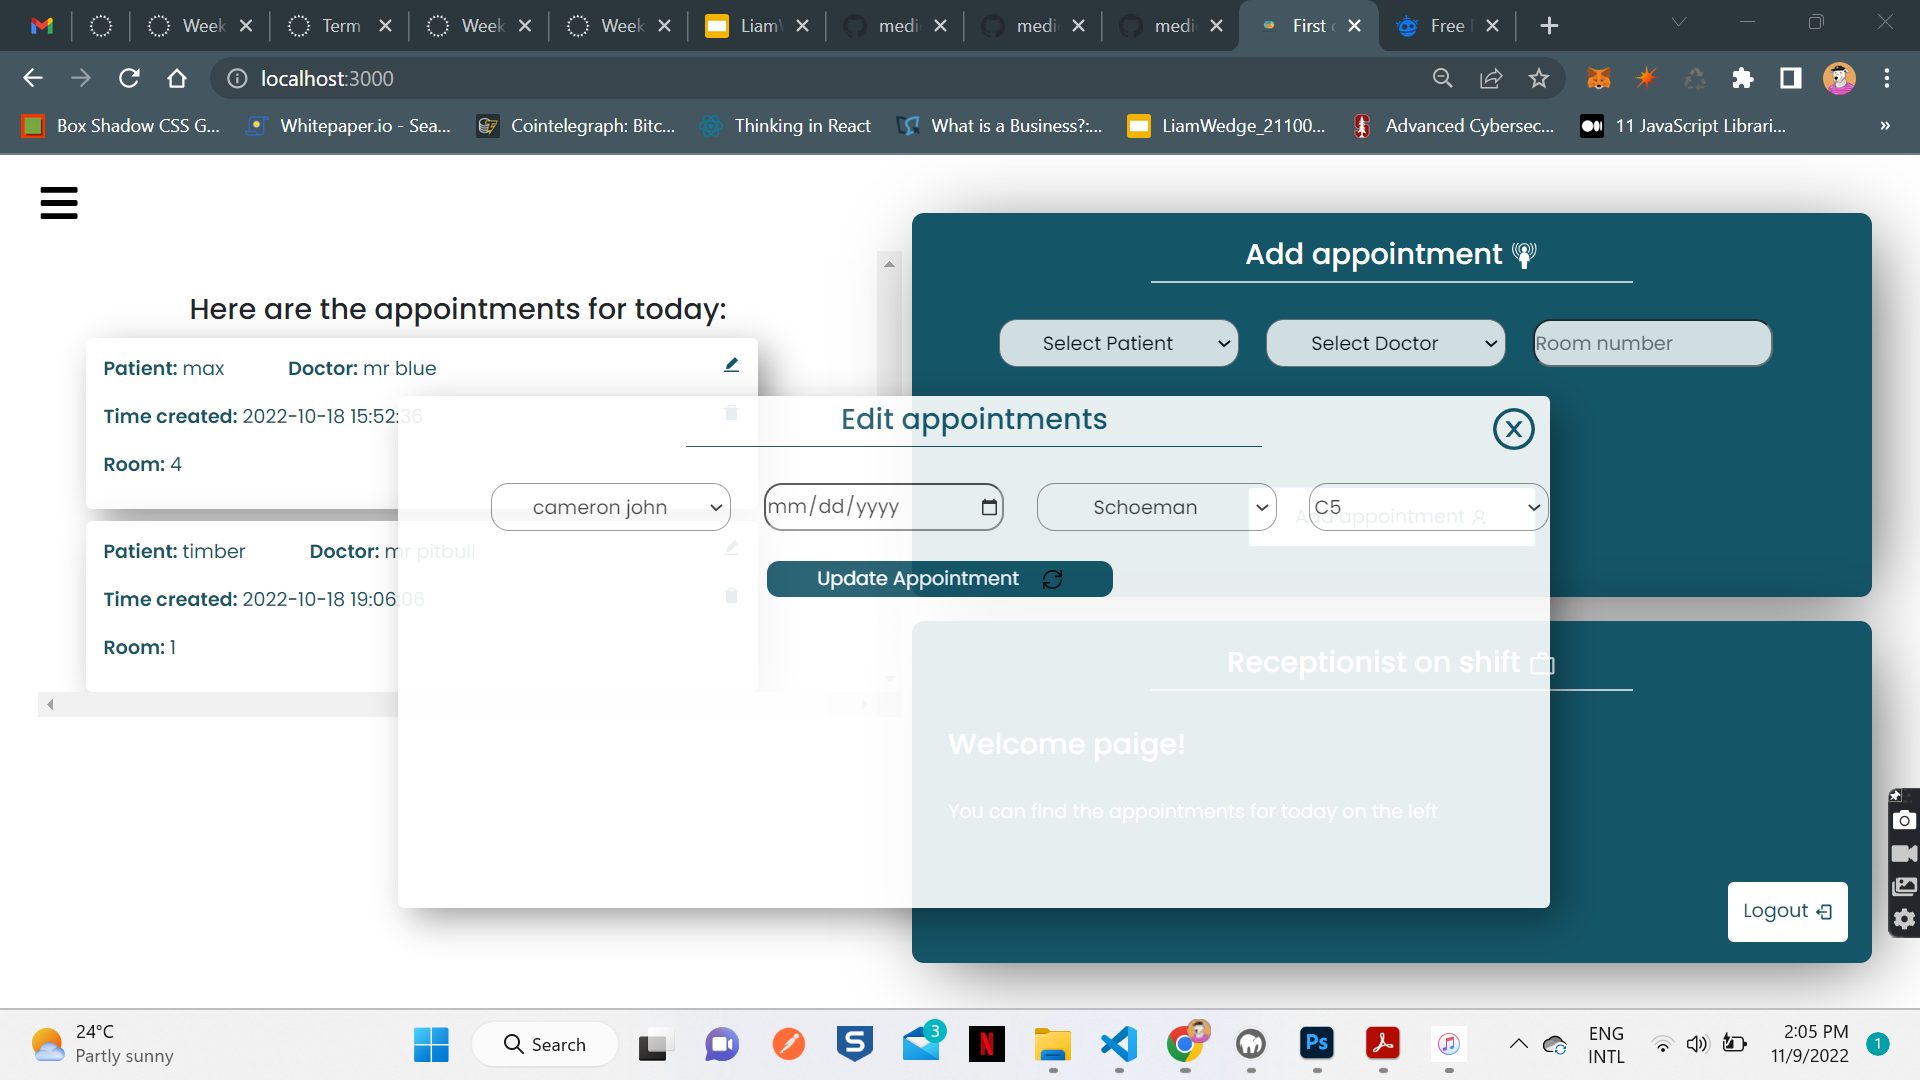 Week
Term
Week
Week
Liam
medi
medi
medi
First
Free
localhost:3000
Box Shadow CSS G...
Whitepaper.io - Sea...
Cointelegraph: Bitc...
Thinking in React
What is a Business?:...
LiamWedge_21100...
Advanced Cybersec...
11 JavaScript Librari...
»
Add appointment
Here are the appointments for today:
Select Patient
Select Doctor
Room number
Patient: max
Doctor: mr blue
Time created: 2022-10-18 15:52:36
Room: 4
Edit appointments
X
cameron john
mm/dd/yyyy
Schoeman
C5
Add appointment
Update Appointment
Patient: timber
Doctor: mr pitbull
Time created: 2022-10-18 19:06:06
Room: 1
Receptionist on shift
Welcome paige!
You can find the appointments for today on the left
Logout
24°C
Partly sunny
Search
S
3
N
Ps
ENG
INTL
2:05 PM
11/9/2022
1